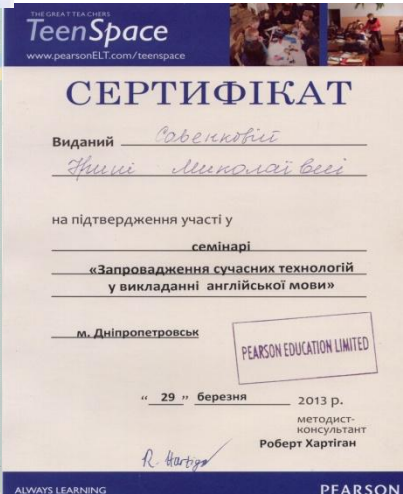 THE GREAT TEACHERS
TeenSpace
www.pearsonELT.com/teenspace
СЕРТИФІКАТ
Виданий Савенковій
Ірині Миколаївні
на підтвердження участі у
семінарі
«Запровадження сучасних технологій
у викладанні англійської мови»
м. Дніпропетровськ
PEARSON EDUCATION LIMITED
“ 29 ” березня 2013 р.
методист-
консультант
Роберт Хартіган
R. Hartigan
ALWAYS LEARNING PEARSON